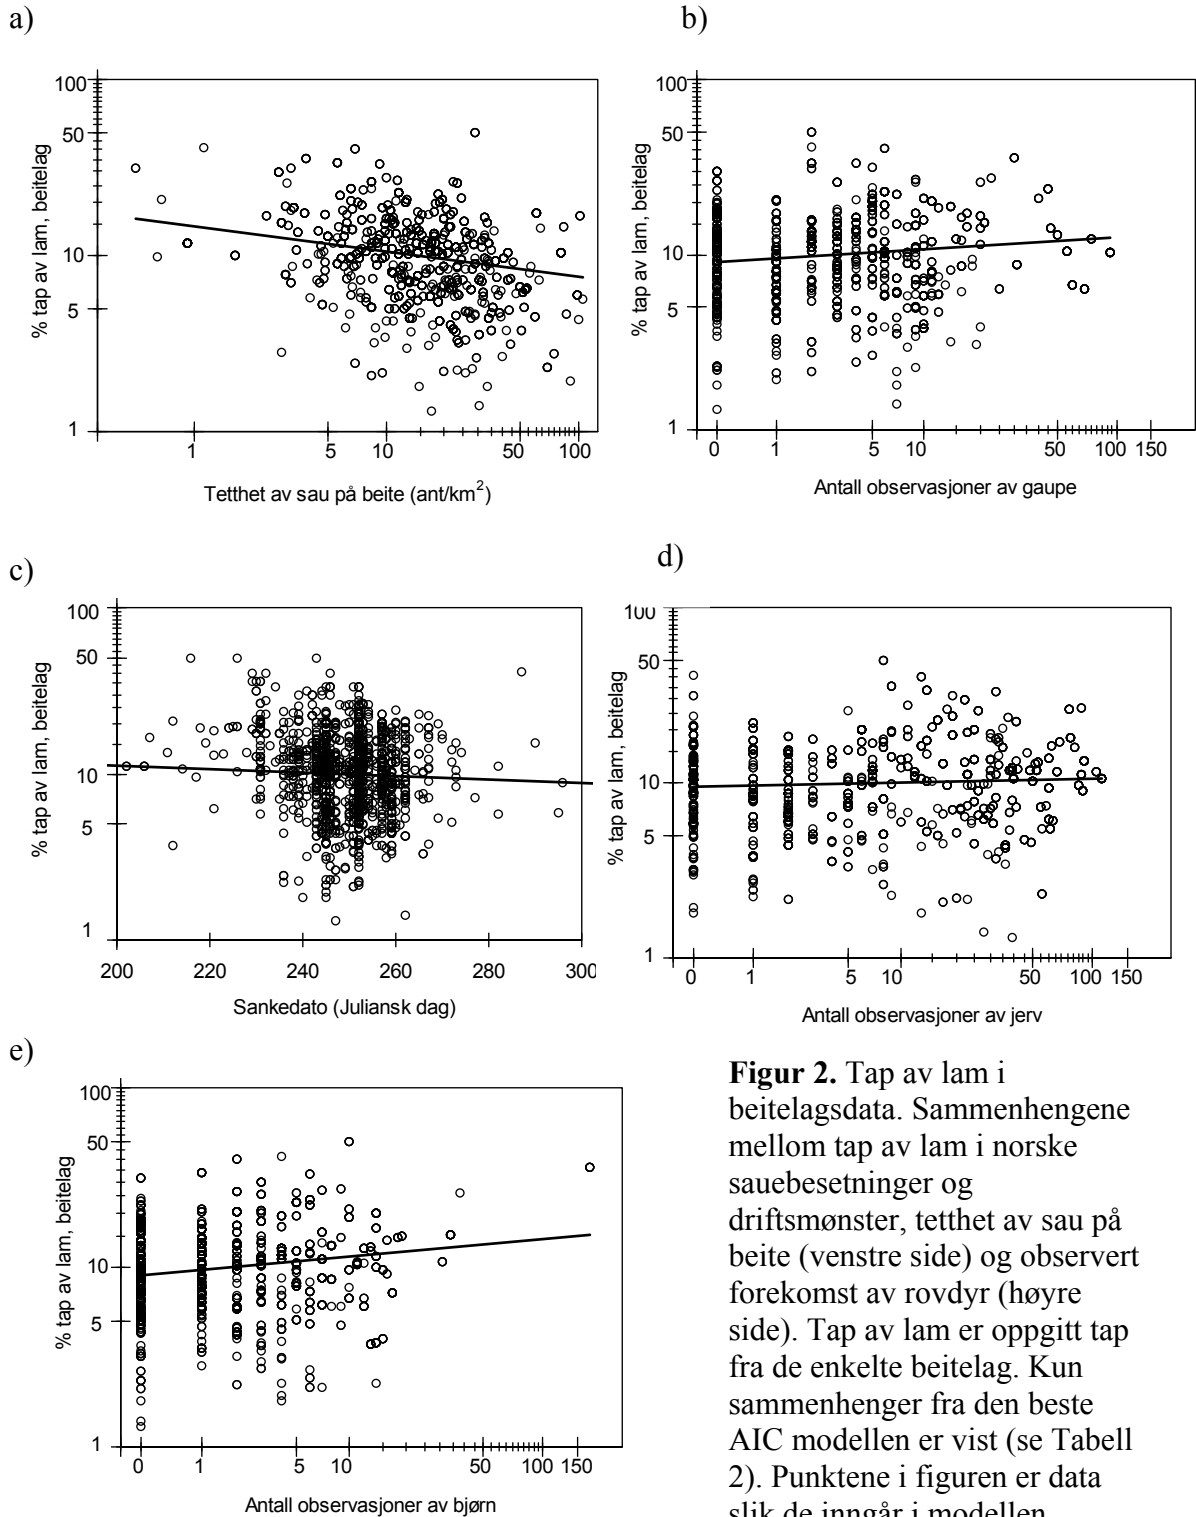 a)
b)
100
50
10
5
1
% tap av lam, beitelag
1 5 10 50 100
Tetthet av sau på beite (ant/km²)
100
50
10
5
1
% tap av lam, beitelag
0 1 5 10 50 100 150
Antall observasjoner av gaupe
c)
d)
100
50
10
5
1
% tap av lam, beitelag
200 220 240 260 280 300
Sankedato (Juliansk dag)
100
50
10
5
1
% tap av lam, beitelag
0 1 5 10 50 100 150
Antall observasjoner av jerv
e)
100
50
10
5
1
% tap av lam, beitelag
0 1 5 10 50 100 150
Antall observasjoner av bjørn
Figur 2. Tap av lam i
beitelagsdata. Sammenhengene
mellom tap av lam i norske
sauebesetninger og
driftsmønster, tetthet av sau på
beite (venstre side) og observert
forekomst av rovdyr (høyre
side). Tap av lam er oppgitt tap
fra de enkelte beitelag. Kun
sammenhenger fra den beste
AIC modellen er vist (se Tabell
2). Punktene i figuren er data
slik de inngår i modellen